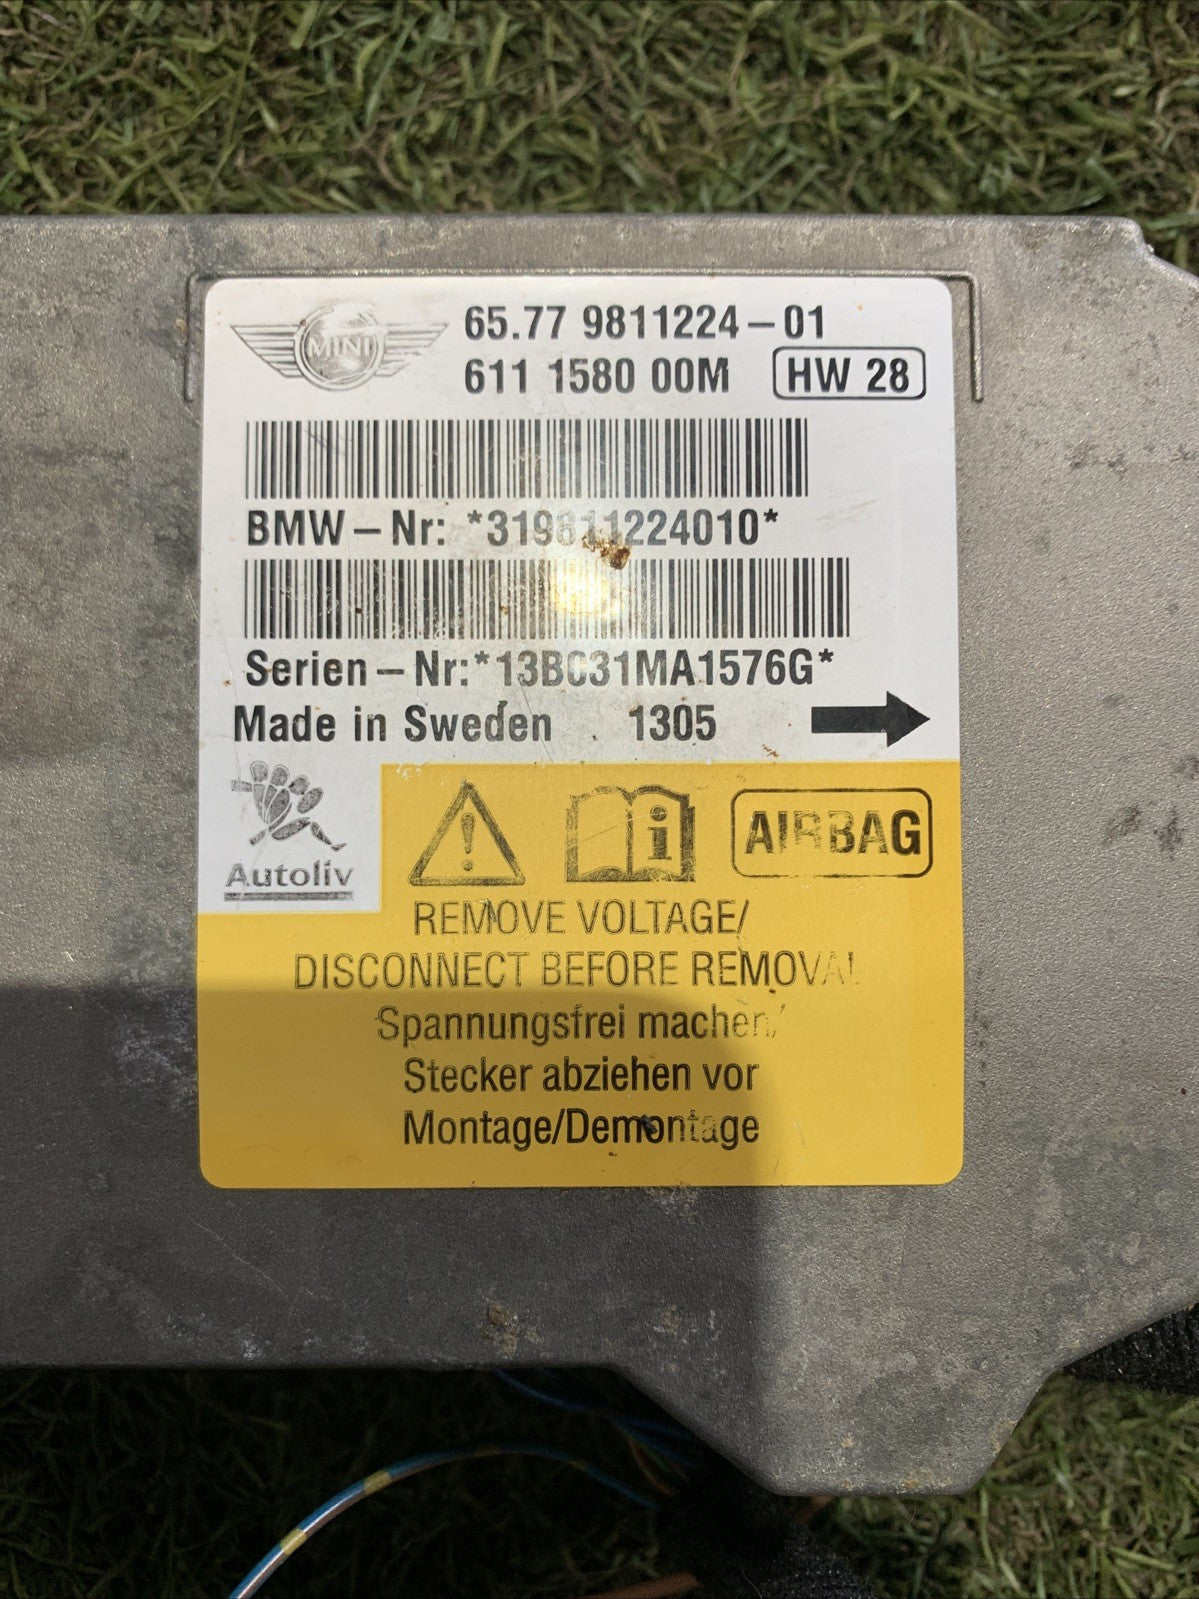 MINI
65.77 9811224-01
611 1580 00M
HW 28
BMW-Nr: *319811224010*
Serien-Nr:*13B031MA1576G*
Made in Sweden 1305
Autoliv
AIRBAG
REMOVE VOLTAGE/
DISCONNECT BEFORE REMOVAL
Spannungsfrei machen/
Stecker abziehen vor
Montage/Demontage